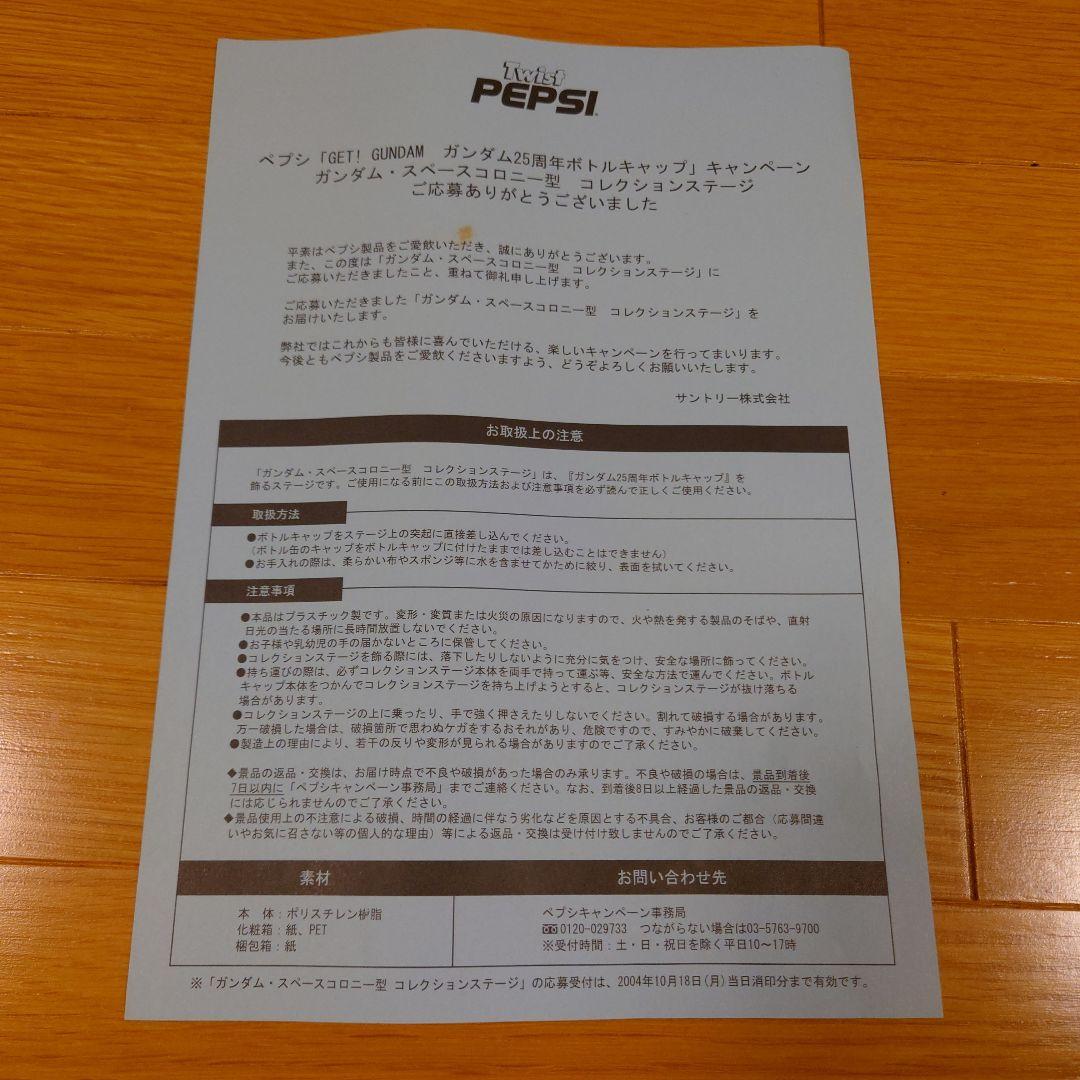 Twist
PEPSI
ペプシ「GET! GUNDAM　ガンダム25周年ボトルキャップ」キャンペーン
ガンダム・スペースコロニー型　コレクションステージ
ご応募ありがとうございました
平素はペプシ製品をご愛飲いただき、誠にありがとうございます。
また、この度は「ガンダム・スペースコロニー型　コレクションステージ」に
ご応募いただきましたこと、重ねて御礼申し上げます。
ご応募いただきました「ガンダム・スペースコロニー型　コレクションステージ」を
お届けいたします。
弊社ではこれからも皆様に喜んでいただける、楽しいキャンペーンを行ってまいります。
今後ともペプシ製品をご愛飲くださいますよう、どうぞよろしくお願いいたします。
サントリー株式会社
お取扱上の注意
「ガンダム・スペースコロニー型　コレクションステージ」は、『ガンダム25周年ボトルキャップ』を
飾るステージです。ご使用になる前にこの取扱方法および注意事項を必ず読んで正しくご使用ください。
取扱方法
●ボトルキャップをステージ上の突起に直接差し込んでください。
（ボトル缶のキャップをボトルキャップに付けたままでは差し込むことはできません）
●お手入れの際は、柔らかい布やスポンジ等に水を含ませてかために絞り、表面を拭いてください。
注意事項
●本品はプラスチック製です。変形・変質または火災の原因になりますので、火や熱を発する製品のそばや、直射
日光の当たる場所に長時間放置しないでください。
●お子様や乳幼児の手の届かないところに保管してください。
●コレクションステージを飾る際には、落下したりしないように充分に気をつけ、安全な場所に飾ってください。
●持ち運びの際は、必ずコレクションステージ本体を両手で持って運ぶ等、安全な方法で運んでください。ボトル
キャップ本体をつかんでコレクションステージを持ち上げようとすると、コレクションステージが抜け落ちる
場合があります。
●コレクションステージの上に乗ったり、手で強く押さえたりしないでください。割れて破損する場合があります。
万一破損した場合は、破損箇所で思わぬケガをするおそれがあり、危険ですので、すみやかに破棄してください。
●製造上の理由により、若干の反りや変形が見られる場合がありますのでご了承ください。
◆景品の返品・交換は、お届け時点で不良や破損があった場合のみ承ります。不良や破損の場合は、景品到着後
7日以内に「ペプシキャンペーン事務局」までご連絡ください。なお、到着後8日以上経過した景品の返品・交換
には応じられませんのでご了承ください。
◆景品使用上の不注意による破損、時間の経過に伴なう劣化などを原因とする不具合、お客様のご都合（応募間違
いやお気に召さない等の個人的な理由）等による返品・交換は受け付け致しませんのでご了承ください。
素材
本　体：ポリスチレン樹脂
化粧箱：紙、PET
梱包箱：紙
お問い合わせ先
ペプシキャンペーン事務局
0120-029733　つながらない場合は03-5763-9700
※受付時間：土・日・祝日を除く平日10～17時
※「ガンダム・スペースコロニー型 コレクションステージ」の応募受付は、2004年10月18日(月)当日消印分まで有効です。